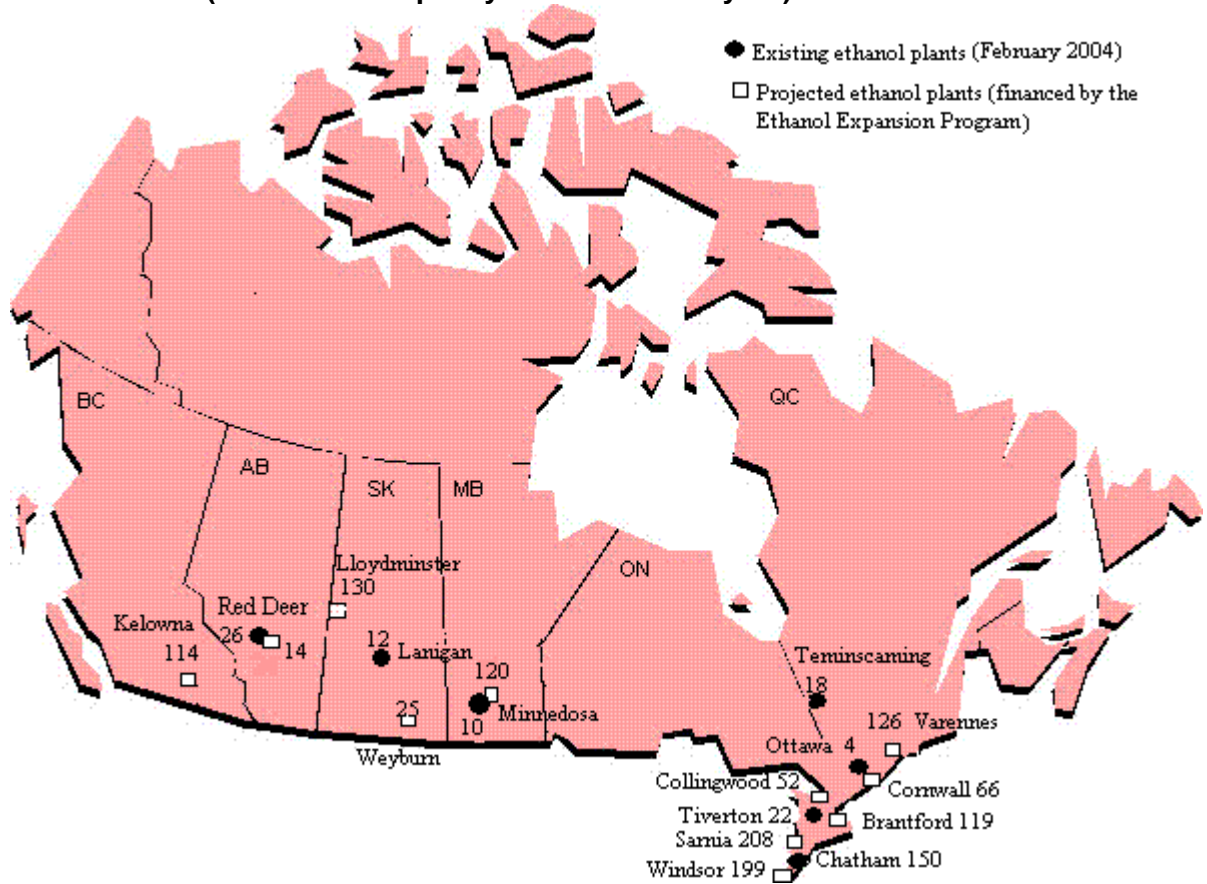 ● Existing ethanol plants (February 2004)
□ Projected ethanol plants (financed by the
Ethanol Expansion Program)
BC
QC
AB
SK
MB
ON
Lloydminster
130
Red Deer
26
14
Kelowna
114
12
Lanigan
120
10
Minnedosa
25
Weyburn
Teminscaming
18
126 Varennes
Ottawa 4
Cornwall 66
Collingwood 52
Tiverton 22
Brantford 119
Sarnia 208
Chatham 150
Windsor 199